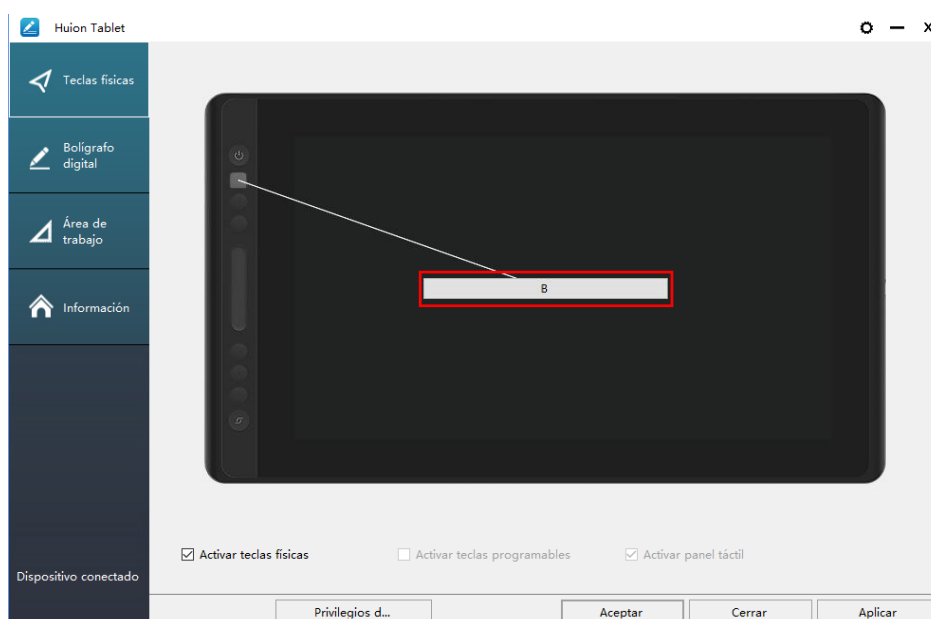 Huion Tablet
X
Teclas físicas
Bolígrafo
digital
Área de
trabajo
Información
B
Activar teclas físicas
Activar teclas programables
Activar panel táctil
Dispositivo conectado
Privilegios d...
Aceptar
Cerrar
Aplicar